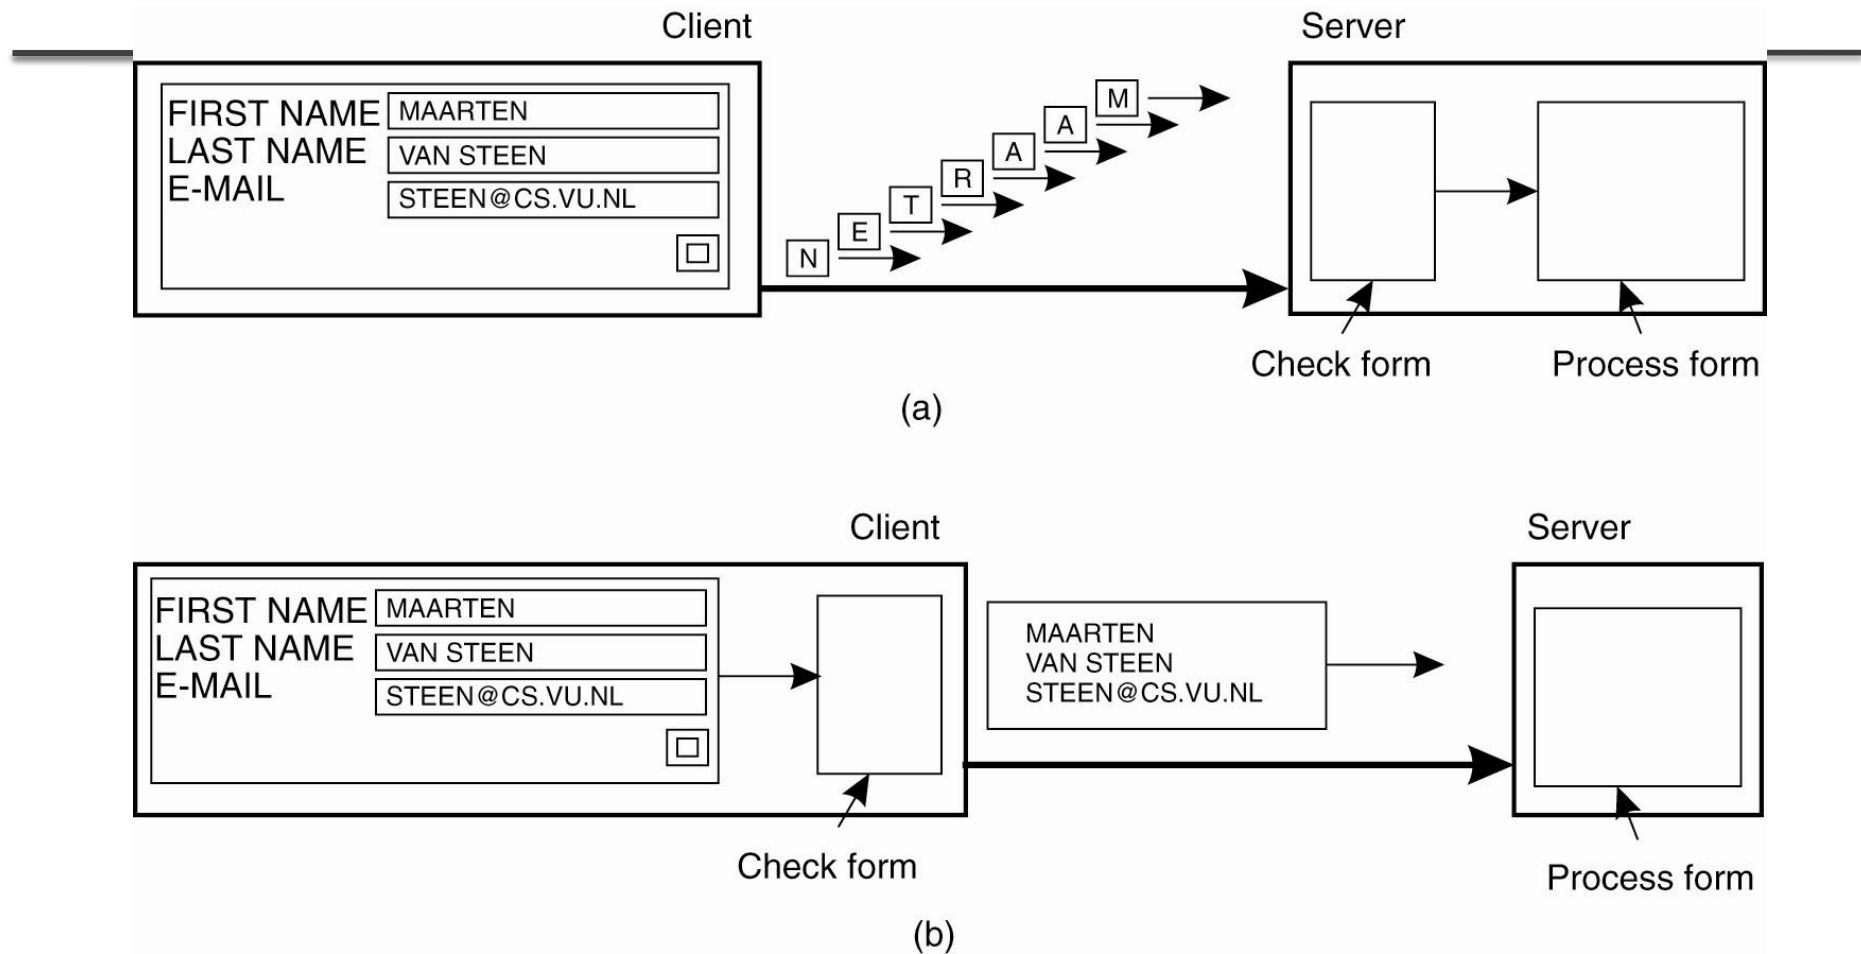 Client
Server
FIRST NAME MAARTEN
LAST NAME VAN STEEN
E-MAIL STEEN@CS.VU.NL
M
A
A
R
T
E
N
Check form
Process form
(a)
Client
Server
FIRST NAME MAARTEN
LAST NAME VAN STEEN
E-MAIL STEEN@CS.VU.NL
MAARTEN
VAN STEEN
STEEN@CS.VU.NL
Check form
Process form
(b)